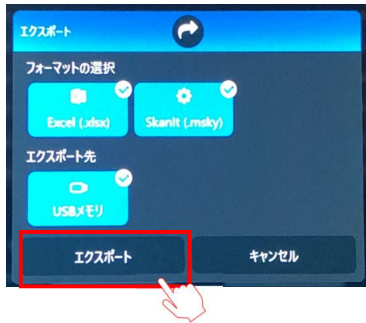 エクスポート
フォーマットの選択
Excel (.xlsx)
SkanIt (.msky)
エクスポート先
USBメモリ
エクスポート
キャンセル